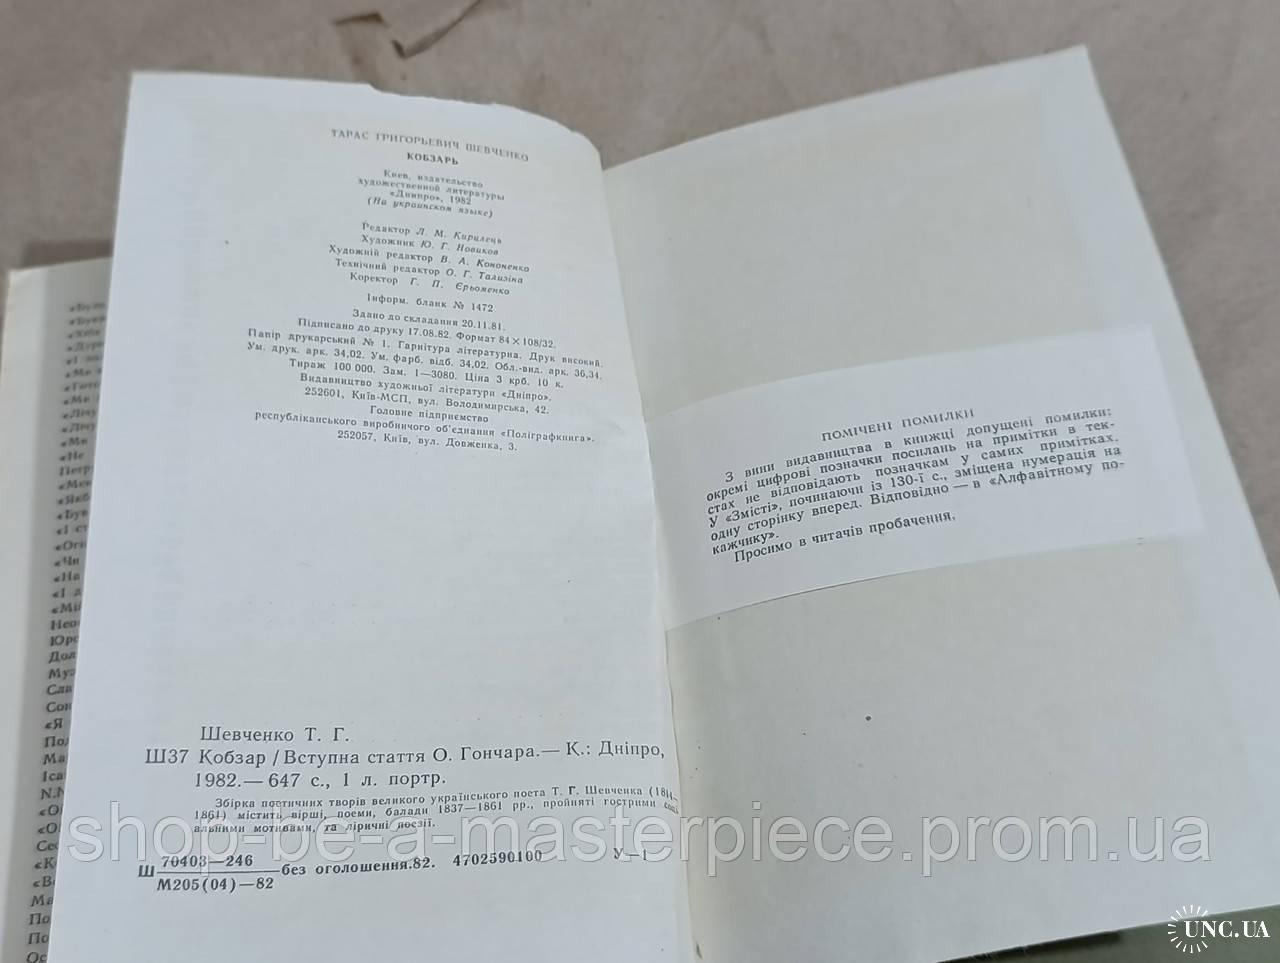 ТАРАС ГРИГОРЬЕВИЧ ШЕВЧЕНКО
КОБЗАРЬ
Киев, издательство
художественной литературы
«Дніпро», 1982
(На украинском языке)
Редактор Л. М. Кирилець
Художник Ю. Г. Новиков
Художній редактор В. А. Кононенко
Технічний редактор О. Г. Тализіна
Коректор Г. П. Єрьоменко
Інформ. бланк № 1472
Здано до складання 20.11.81.
Підписано до друку 17.08.82. Формат 84×108/32.
Папір друкарський № 1. Гарнітура літературна. Друк високий.
Ум. друк. арк. 34,02. Ум. фарб. відб. 34,02. Обл.-вид. арк. 36,34.
Тираж 100 000. Зам. 1—3080. Ціна 3 крб. 10 к.
Видавництво художньої літератури «Дніпро».
252601, Київ-МСП, вул. Володимирська, 42.
Головне підприємство
республіканського виробничого об'єднання «Поліграфкнига».
252057, Київ, вул. Довженка, 3.
Шевченко Т. Г.
Ш37 Кобзар / Вступна стаття О. Гончара.— К.: Дніпро,
1982.— 647 с., 1 л. портр.
Збірка поетичних творів великого українського поета Т. Г. Шевченка (1814—
1861) містить вірші, поеми, балади 1837—1861 рр., пройняті гострими соці
альними мотивами, та ліричні поезії.
Ш 70403—246
М205(04)—82
без оголошення.82. 4702590100 У—1
ПОМІЧЕНІ ПОМИЛКИ
З вини видавництва в книжці допущені помилки:
окремі цифрові позначки посилань на примітки в тек-
стах не відповідають позначкам у самих примітках.
У «Змісті», починаючи із 130-ї с., зміщена нумерація на
одну сторінку вперед. Відповідно — в «Алфавітному по-
кажчику».
Просимо в читачів пробачення.
shop-be-a-masterpiece.prom.ua
UNC.UA